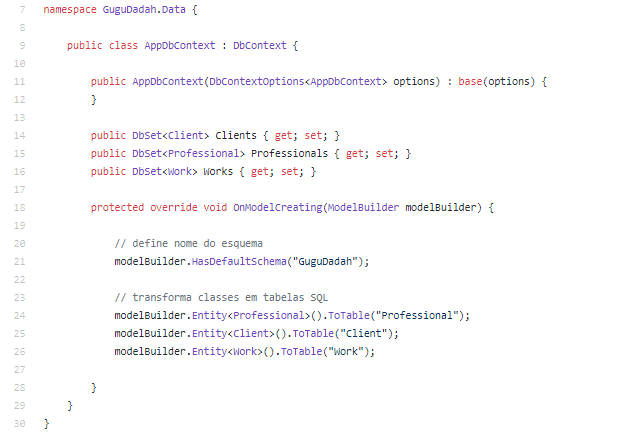 7 namespace GuguDadah.Data {
8
9 public class AppDbContext : DbContext {
10
11 public AppDbContext(DbContextOptions<AppDbContext> options) : base(options) {
12 }
13
14 public DbSet<Client> Clients { get; set; }
15 public DbSet<Professional> Professionals { get; set; }
16 public DbSet<Work> Works { get; set; }
17
18 protected override void OnModelCreating(ModelBuilder modelBuilder) {
19
20 // define nome do esquema
21 modelBuilder.HasDefaultSchema("GuguDadah");
22
23 // transforma classes em tabelas SQL
24 modelBuilder.Entity<Professional>().ToTable("Professional");
25 modelBuilder.Entity<Client>().ToTable("Client");
26 modelBuilder.Entity<Work>().ToTable("Work");
27
28 }
29 }
30 }